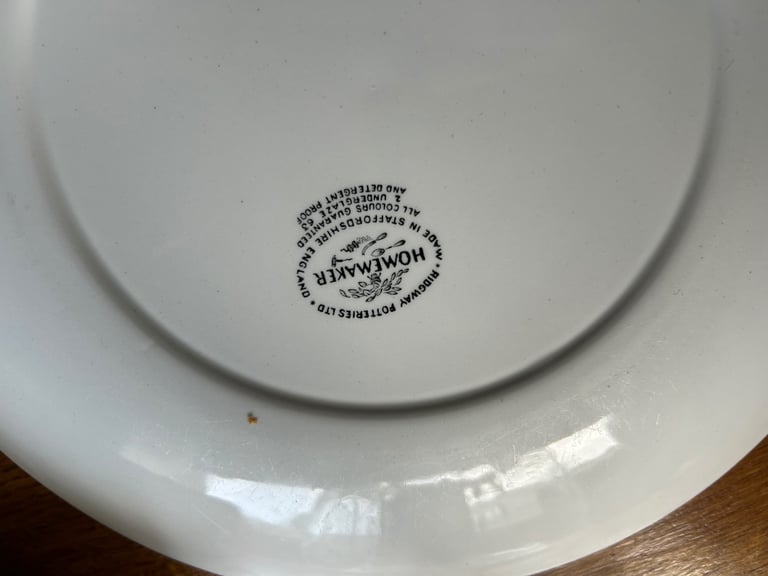 RIDGWAY POTTERIES LTD
HOMEMAKER
MADE IN STAFFORDSHIRE ENGLAND
ALL COLOURS GUARANTEED
2 UNDERGLAZE 63
AND DETERGENT PROOF